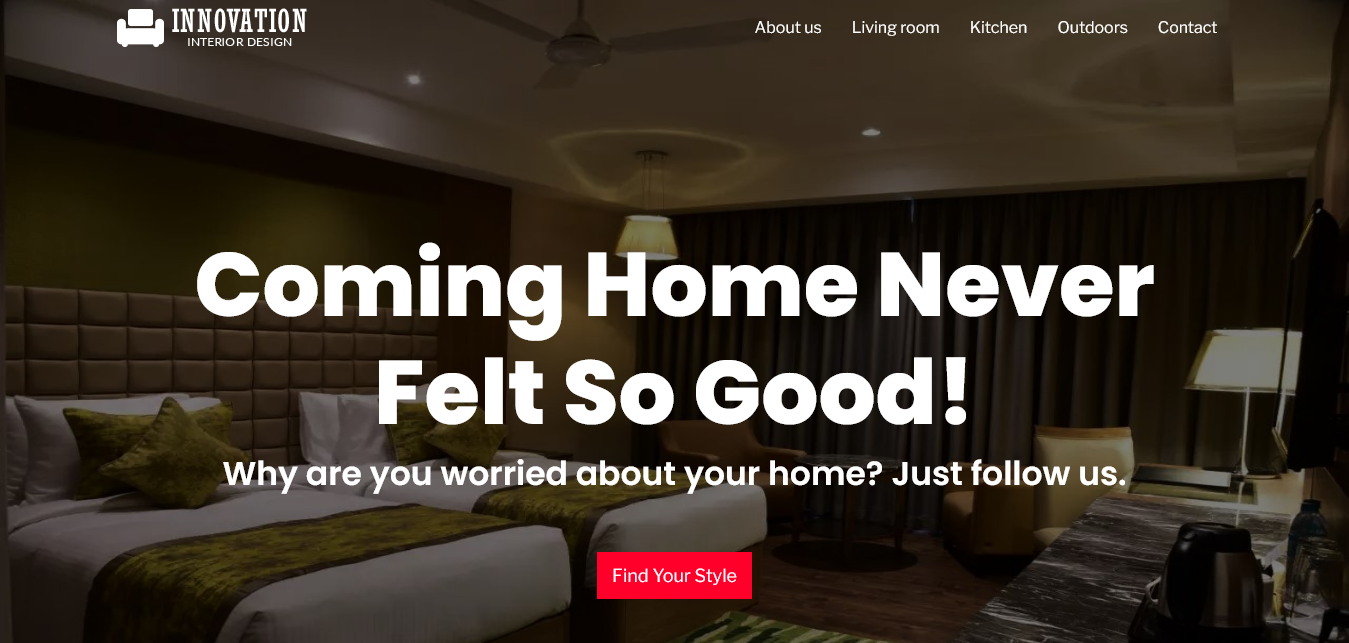 INNOVATION
INTERIOR DESIGN
About us Living room Kitchen Outdoors Contact
Coming Home Never
Felt So Good!
Why are you worried about your home? Just follow us.
Find Your Style